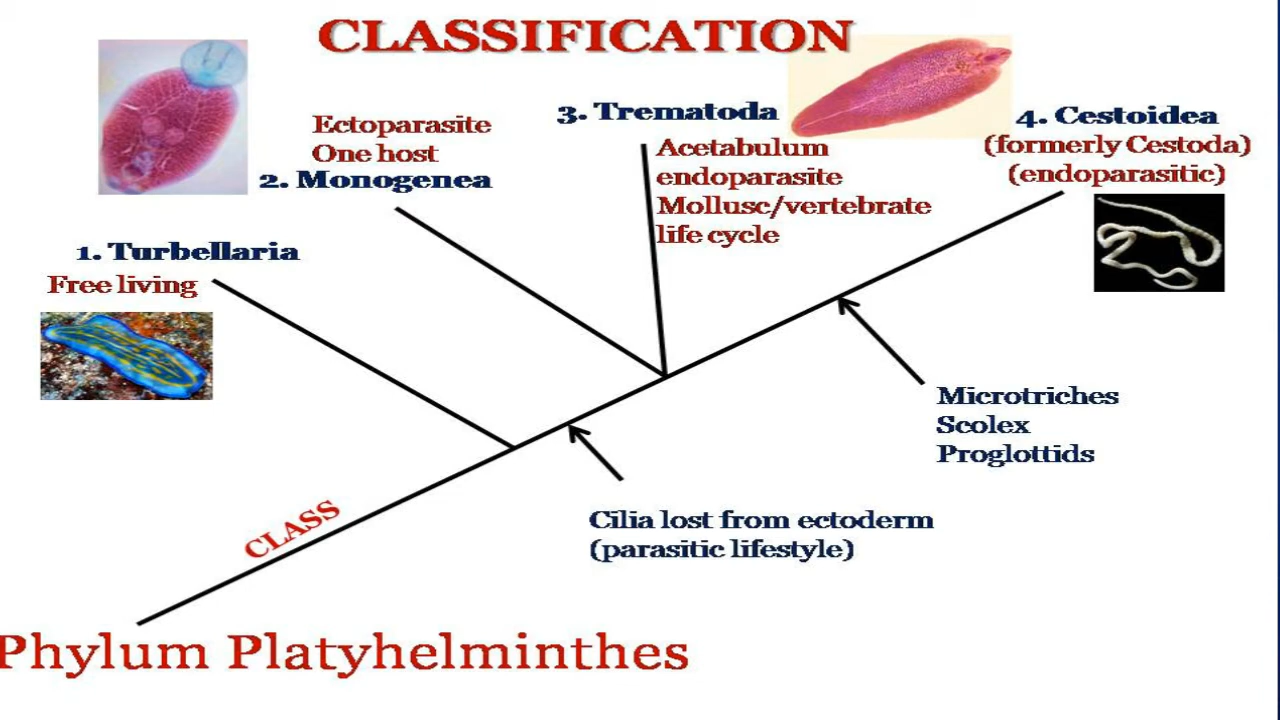 CLASSIFICATION
Ectoparasite
One host
2. Monogenea
3. Trematoda
Acetabulum
endoparasite
Mollusc/vertebrate
life cycle
4. Cestoidea
(formerly Cestoda)
(endoparasitic)
1. Turbellaria
Free living
Microtriches
Scolex
Proglottids
Cilia lost from ectoderm
(parasitic lifestyle)
CLASS
Phylum Platyhelminthes